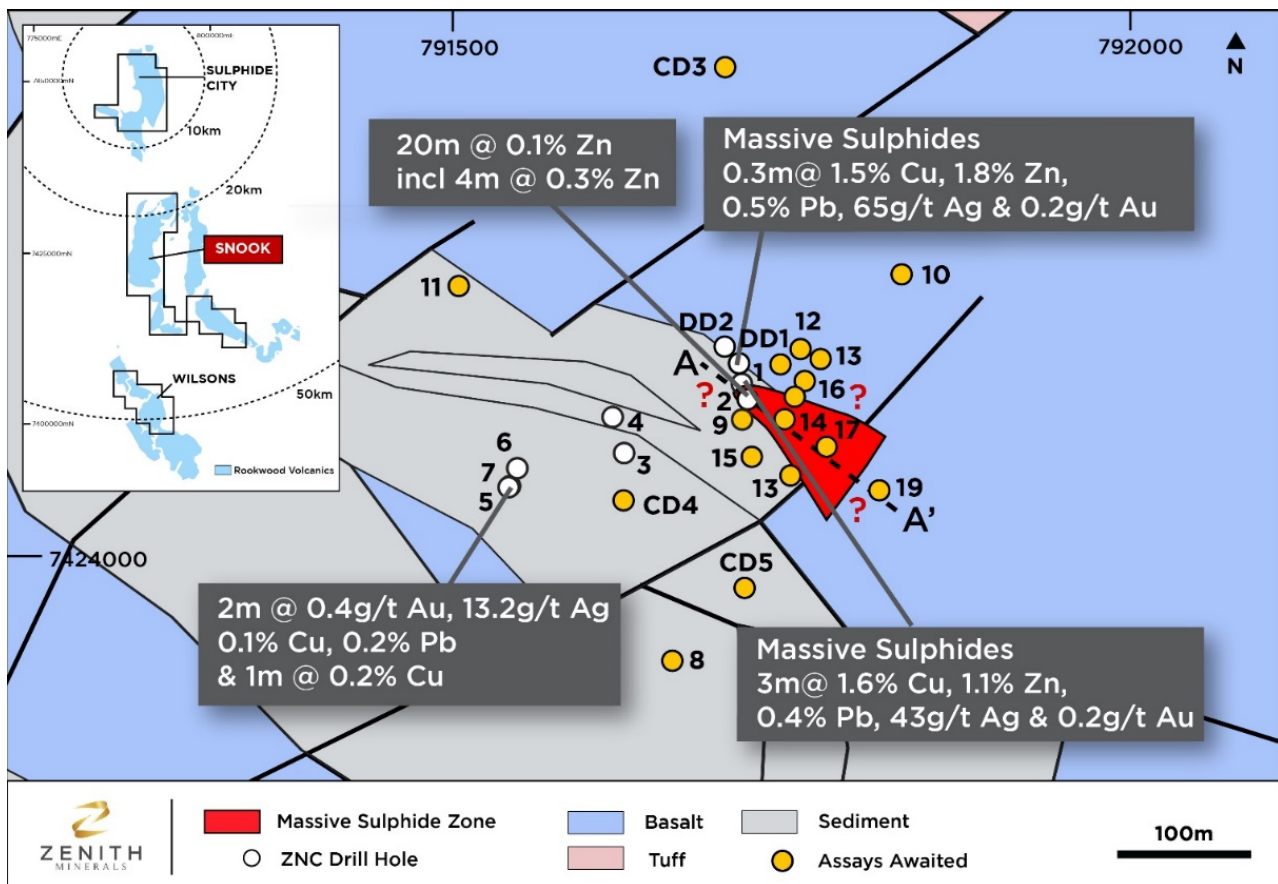 775000mE
800000mE
7450000mN
SULPHIDE
CITY
10km
20km
7425000mN
SNOOK
WILSONS
50km
7400000mN
Rookwood Volcanics
791500
792000
N
CD3
20m @ 0.1% Zn
incl 4m @ 0.3% Zn
Massive Sulphides
0.3m@ 1.5% Cu, 1.8% Zn,
0.5% Pb, 65g/t Ag & 0.2g/t Au
11
10
DD2
DD1
12
13
A
1
16
?
?
2
9
14
17
4
3
15
13
19
6
7
5
CD4
?
A'
7424000
CD5
8
2m @ 0.4g/t Au, 13.2g/t Ag
0.1% Cu, 0.2% Pb
& 1m @ 0.2% Cu
Massive Sulphides
3m@ 1.6% Cu, 1.1% Zn,
0.4% Pb, 43g/t Ag & 0.2g/t Au
ZENITH
MINERALS
Massive Sulphide Zone
ZNC Drill Hole
Basalt
Tuff
Sediment
Assays Awaited
100m